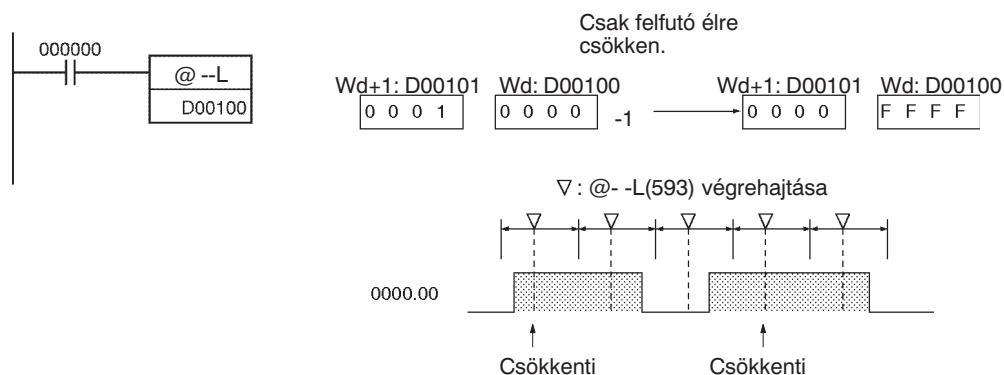 000000
@ --L
D00100
Csak felfutó élre
csökken.
Wd+1: D00101 Wd: D00100 Wd+1: D00101 Wd: D00100
0 0 0 1 0 0 0 0 -1 0 0 0 0 F F F F
▽ : @- -L(593) végrehajtása
0000.00
Csökkenti Csökkenti